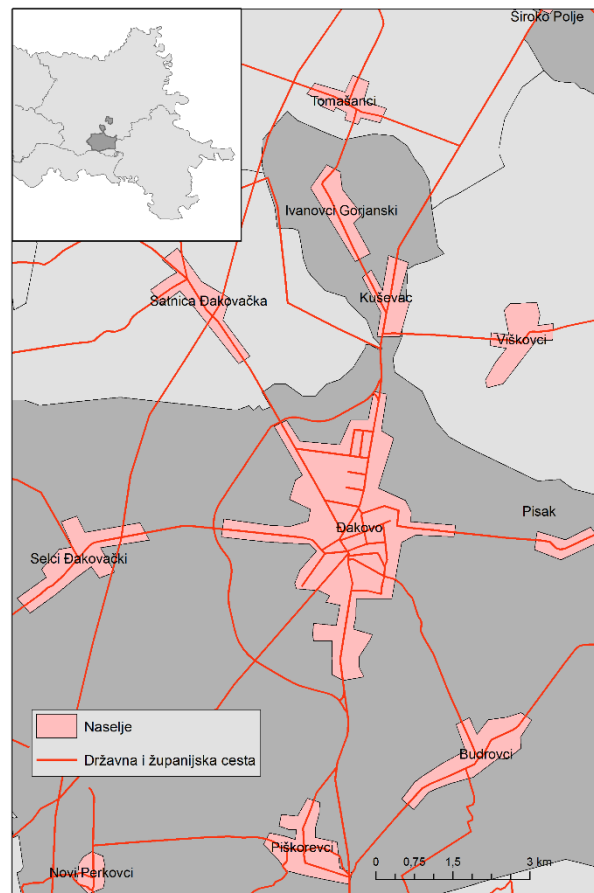 Široko Polje
Tomašanci
Ivanovci Gorjanski
Kuševac
Satnica Đakovačka
Viškovci
Pisak
Đakovo
Selci Đakovački
Naselje
Državna i županijska cesta
Budrovci
Piškorevci
Novi Perkovci
0 0,75 1,5 3 km